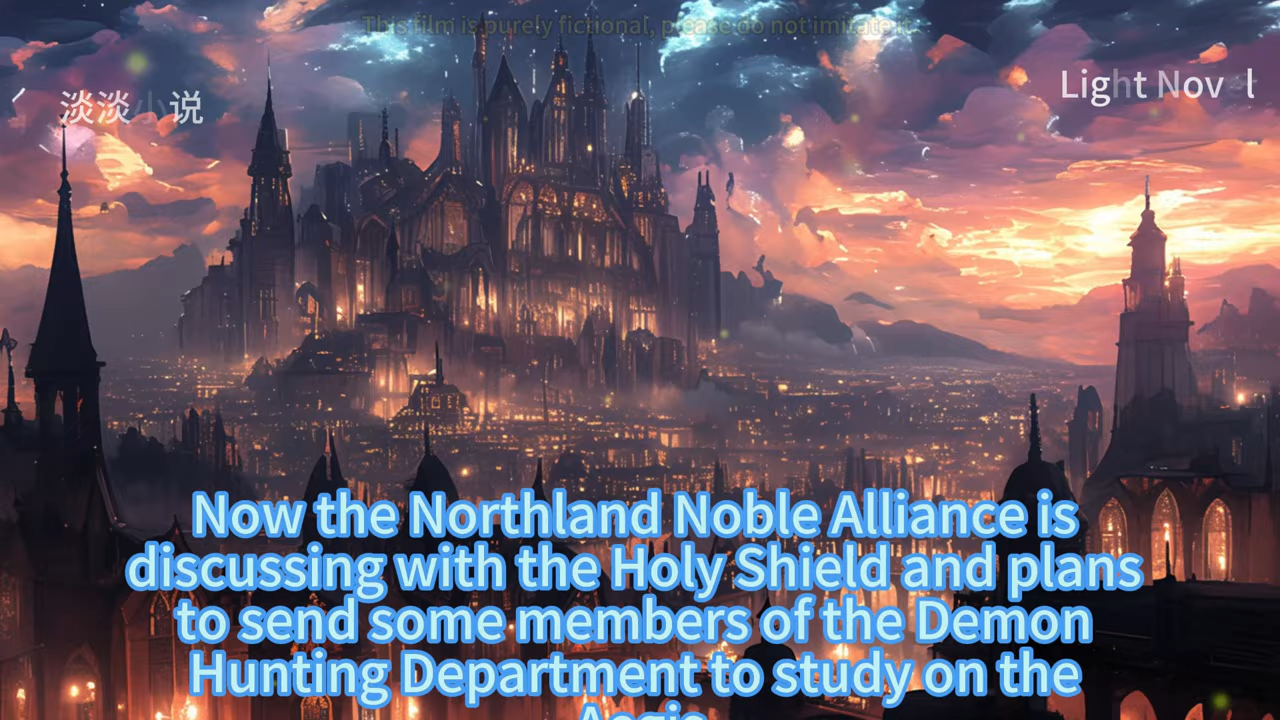 This film is purely fictional, please do not imitate it
淡淡小说
Light Nov l
Now the Northland Noble Alliance is
discussing with the Holy Shield and plans
to send some members of the Demon
Hunting Department to study on the